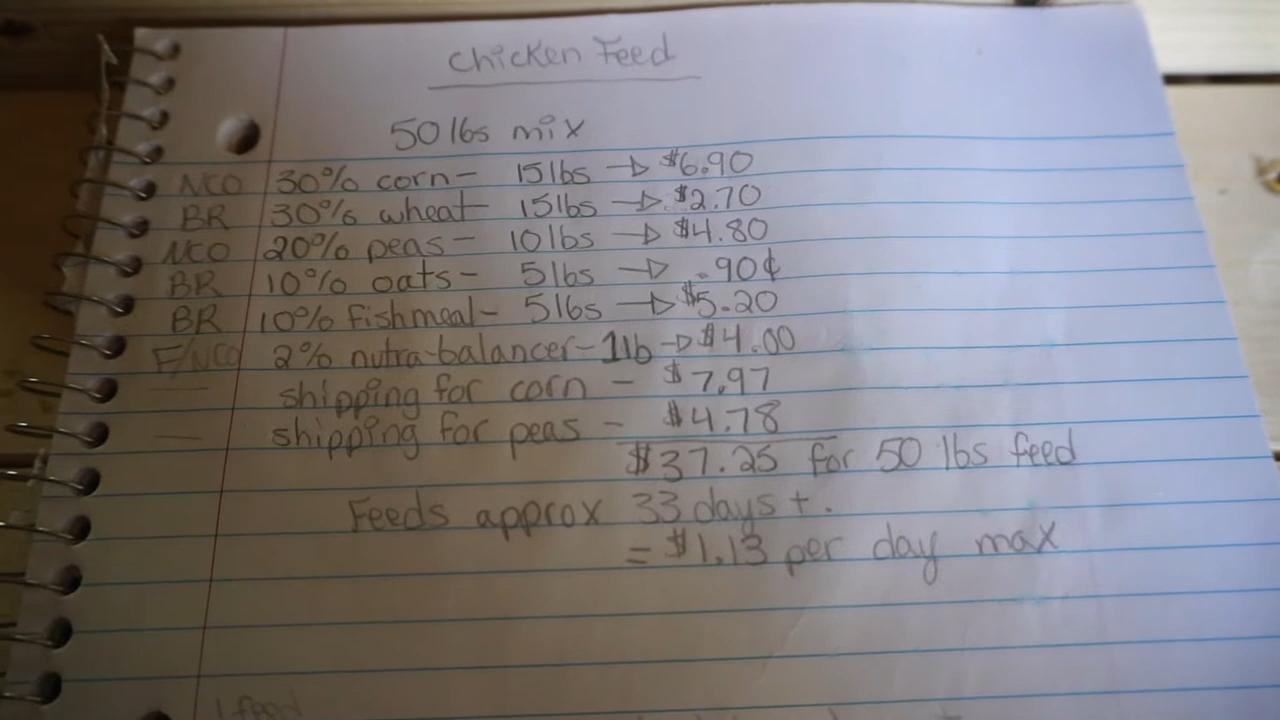 Chicken Feed
50 lbs mix
NCO 30% corn - 15lbs → $6.90
BR 30% wheat - 15lbs → $2.70
NCO 20% peas - 10lbs → $4.80
BR 10% oats - 5lbs → .90¢
BR 10% fishmeal - 5lbs → $5.20
F/NCO 2% nutra-balancer - 1lb → $4.00
— shipping for corn - $7.97
— shipping for peas - $4.78
$37.25 for 50 lbs feed
Feeds approx 33 days +.
= $1.13 per day max
feed